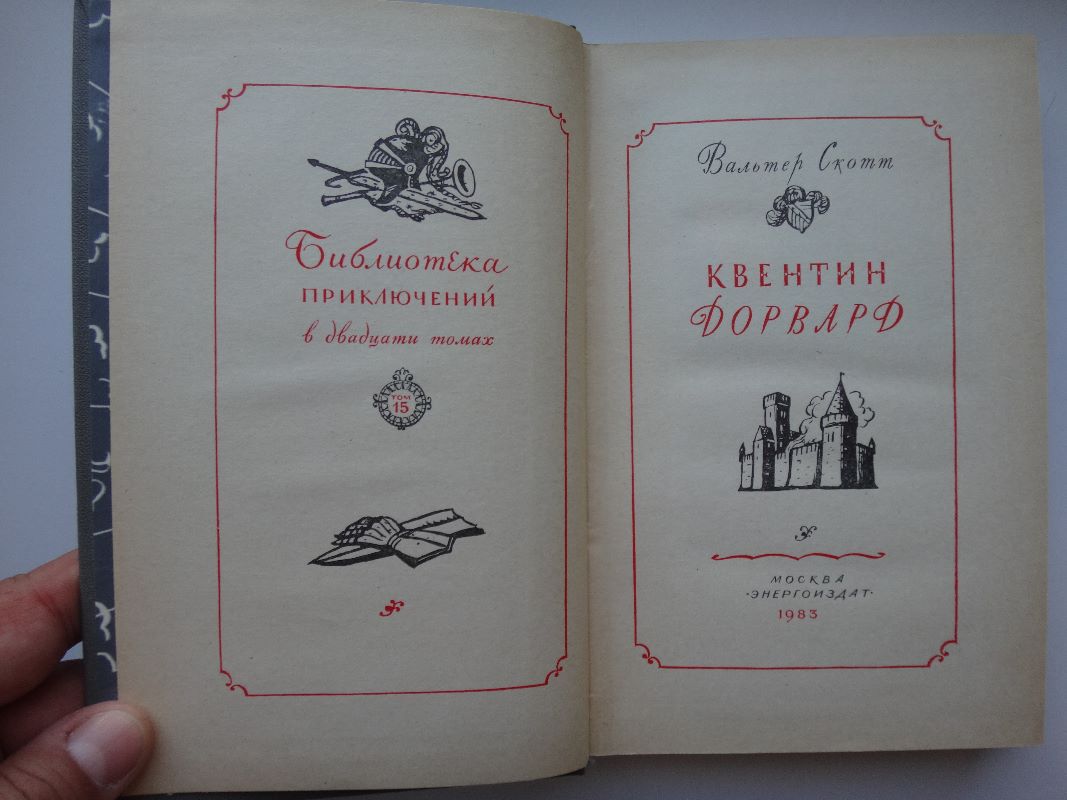 Библиотека
ПРИКЛЮЧЕНИЙ
в двадцати томах
ТОМ
15
Вальтер Скотт
КВЕНТИН
ДОРВАРД
МОСКВА
·ЭНЕРГОИЗДАТ·
1983